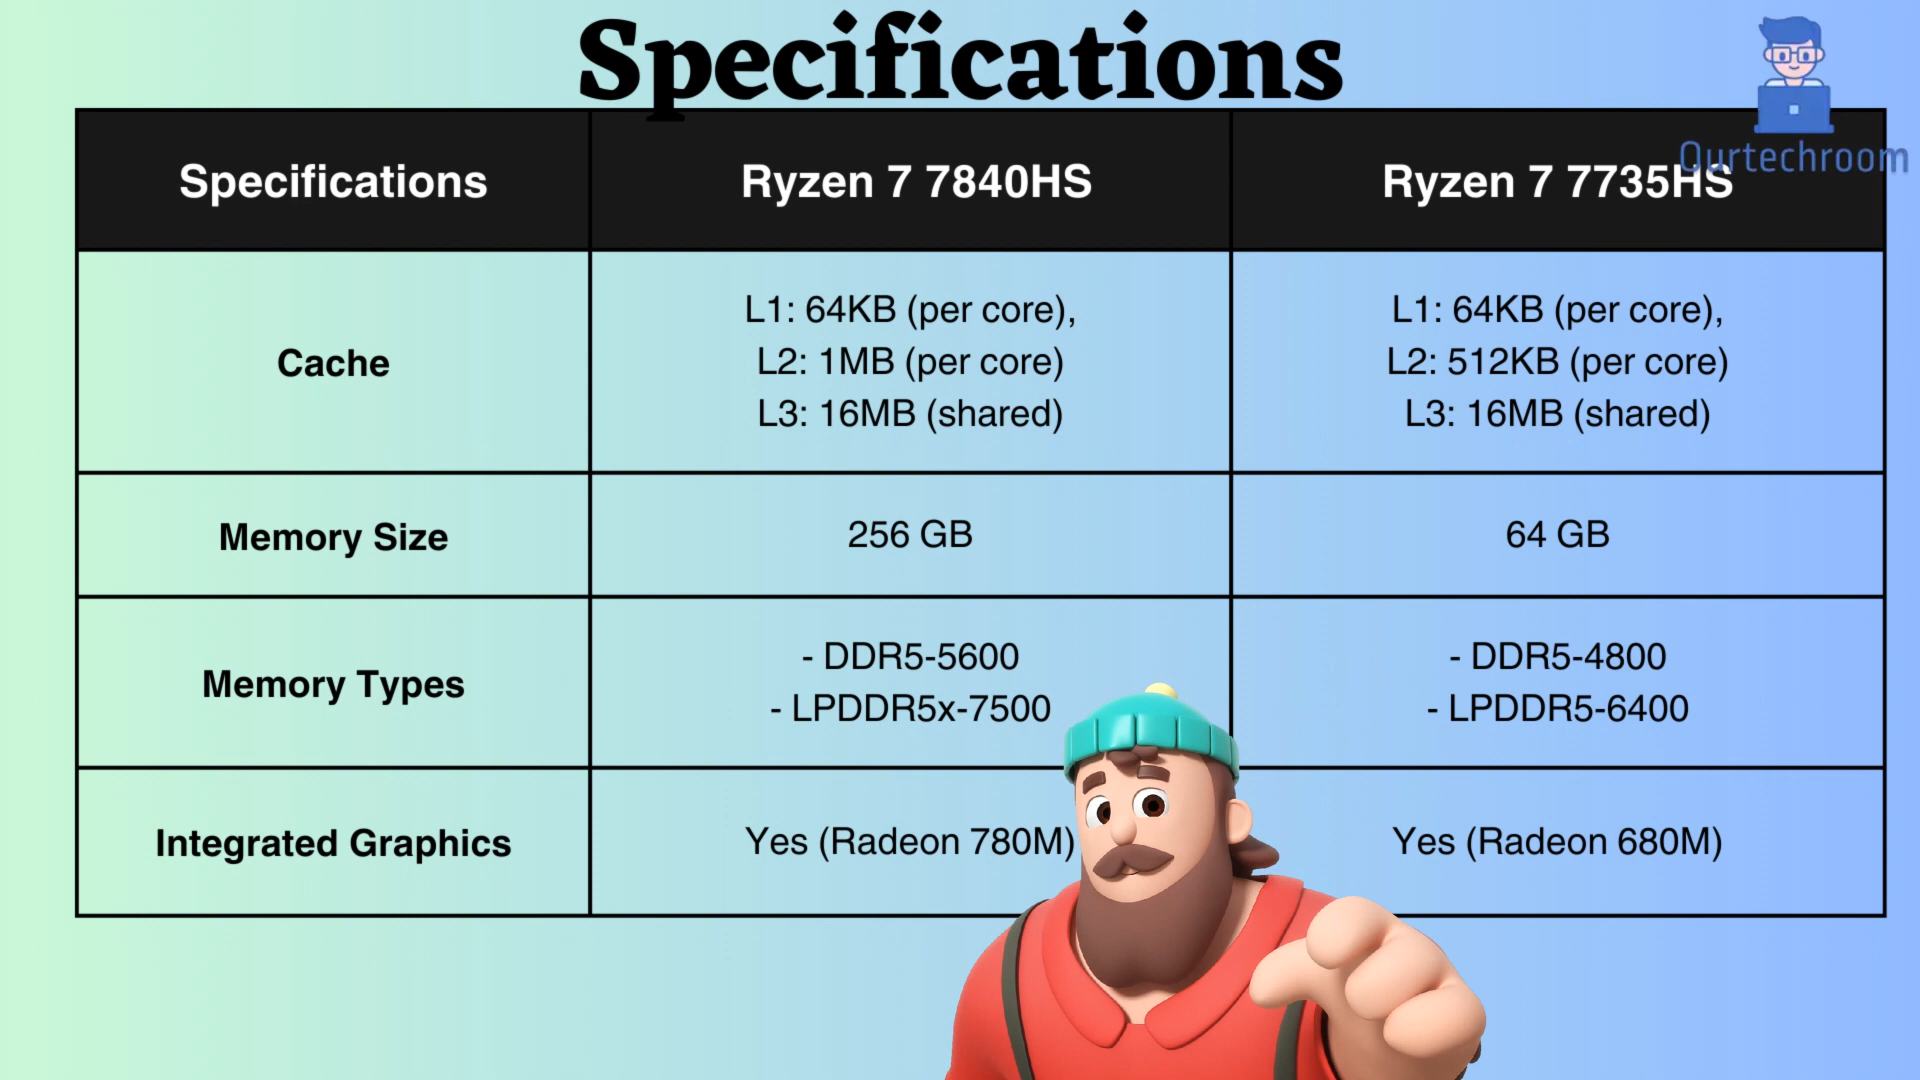 Specifications
Ourtechroom
Specifications Ryzen 7 7840HS Ryzen 7 7735HS
Cache
L1: 64KB (per core),
L2: 1MB (per core)
L3: 16MB (shared)
L1: 64KB (per core),
L2: 512KB (per core)
L3: 16MB (shared)
Memory Size 256 GB 64 GB
Memory Types
- DDR5-5600
- LPDDR5x-7500
- DDR5-4800
- LPDDR5-6400
Integrated Graphics Yes (Radeon 780M) Yes (Radeon 680M)